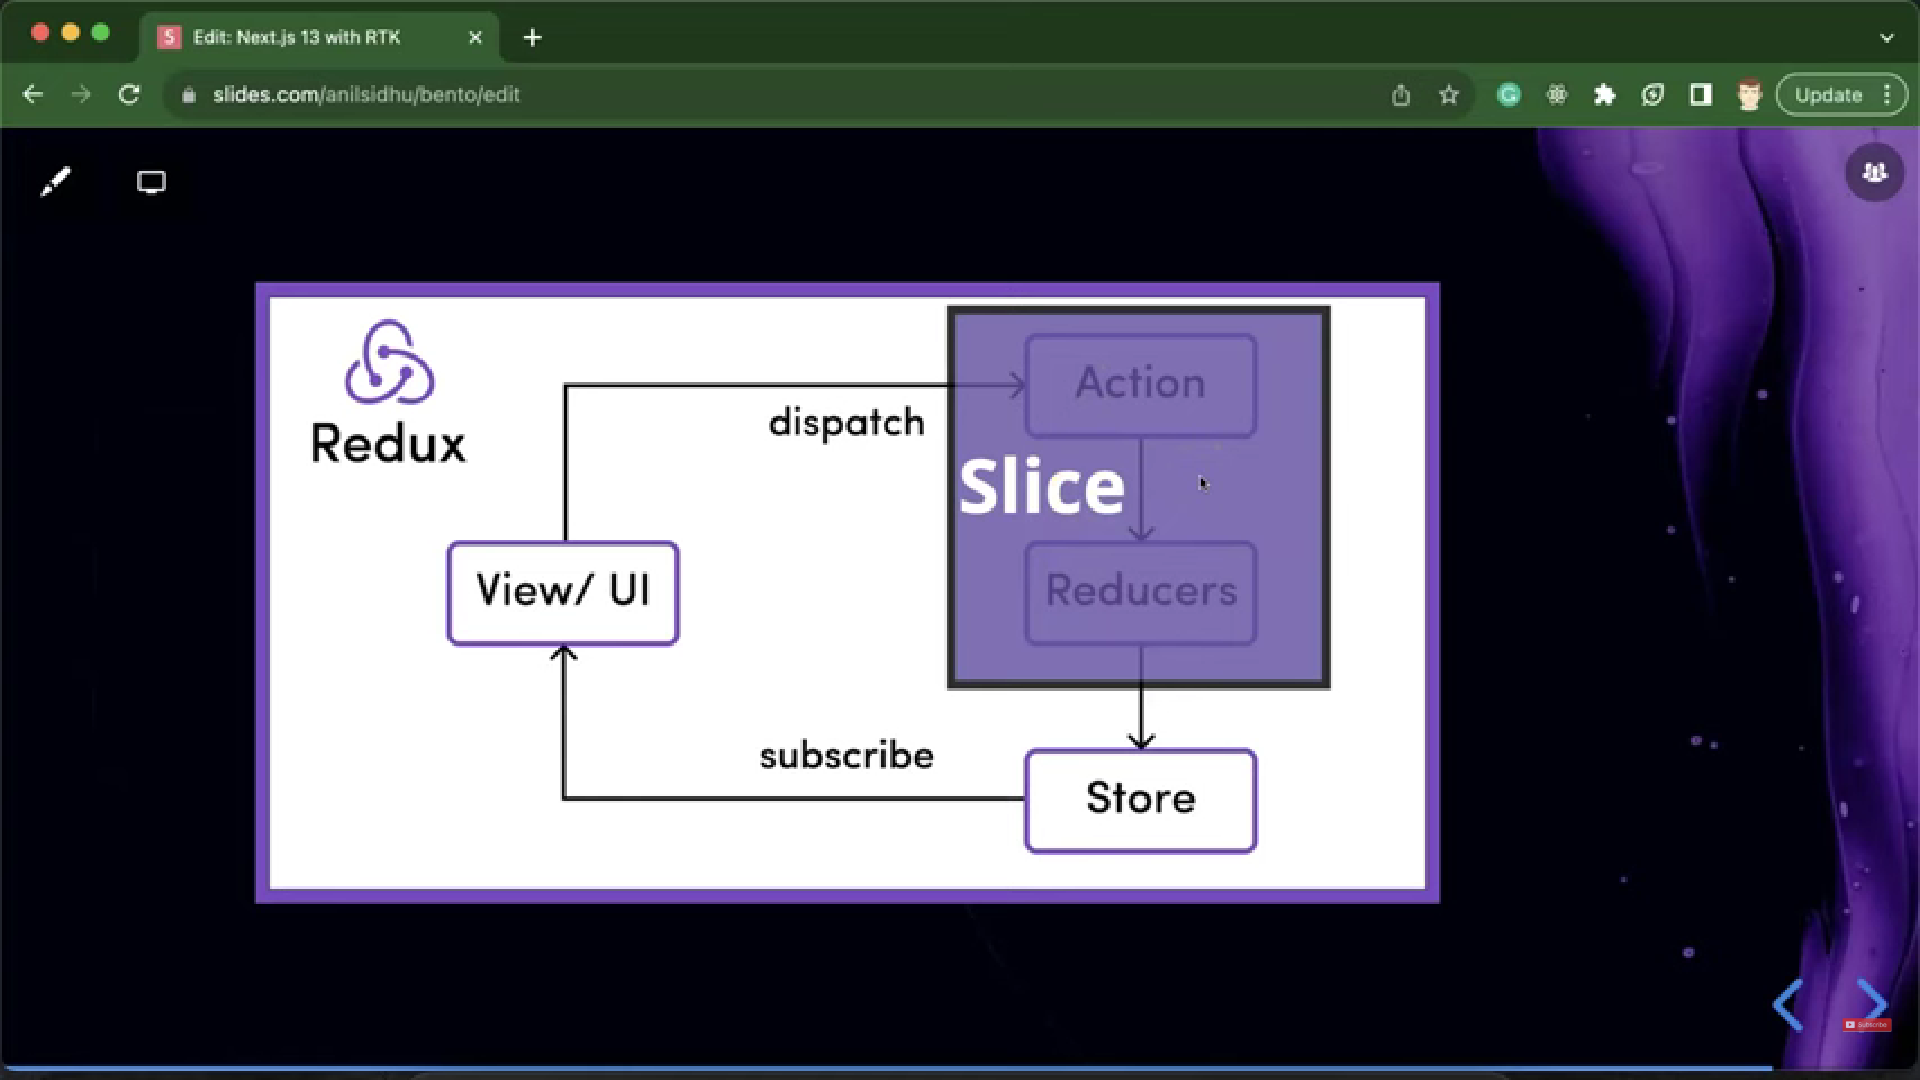 S Edit: Next.js 13 with RTK
slides.com/anilsidhu/bento/edit
G
Update
Redux
dispatch
Action
Slice
View/ UI
Reducers
subscribe
Store
Subscribe